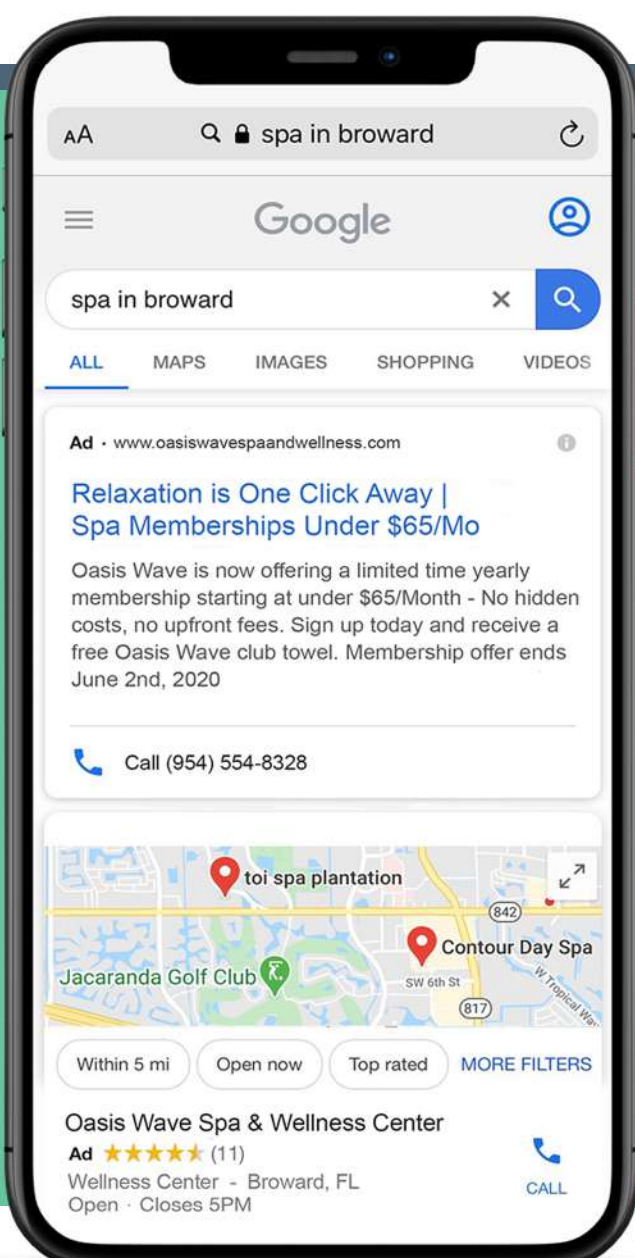 AA spa in broward
Google
spa in broward
ALL MAPS IMAGES SHOPPING VIDEOS
Ad · www.oasiswavespaandwellness.com
Relaxation is One Click Away |
Spa Memberships Under $65/Mo
Oasis Wave is now offering a limited time yearly
membership starting at under $65/Month - No hidden
costs, no upfront fees. Sign up today and receive a
free Oasis Wave club towel. Membership offer ends
June 2nd, 2020
Call (954) 554-8328
toi spa plantation
842
Contour Day Spa
Jacaranda Golf Club
SW 6th St
W Tropical Way
817
Within 5 mi Open now Top rated MORE FILTERS
Oasis Wave Spa & Wellness Center
Ad (11)
Wellness Center - Broward, FL
CALL
Open · Closes 5PM